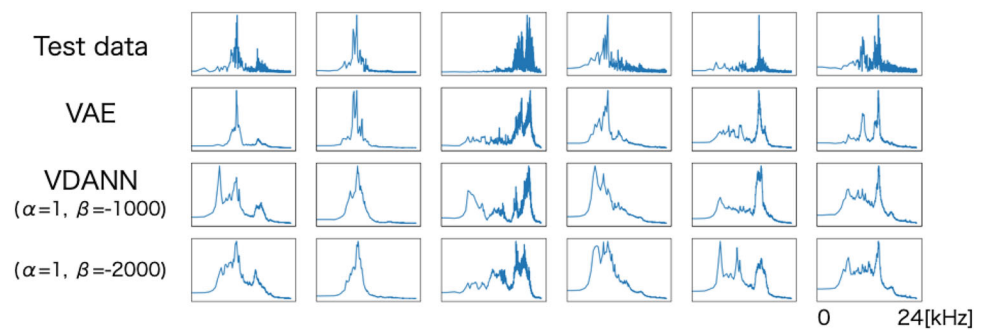 Test data
VAE
VDANN
(α=1, β=-1000)
(α=1, β=-2000)
0 24[kHz]